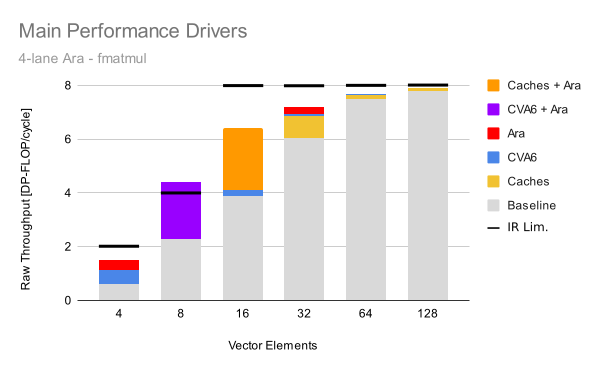 Main Performance Drivers
4-lane Ara - fmatmul
Raw Throughput [DP-FLOP/cycle]
8
6
4
2
0
4 8 16 32 64 128
Vector Elements
Caches + Ara
CVA6 + Ara
Ara
CVA6
Caches
Baseline
IR Lim.